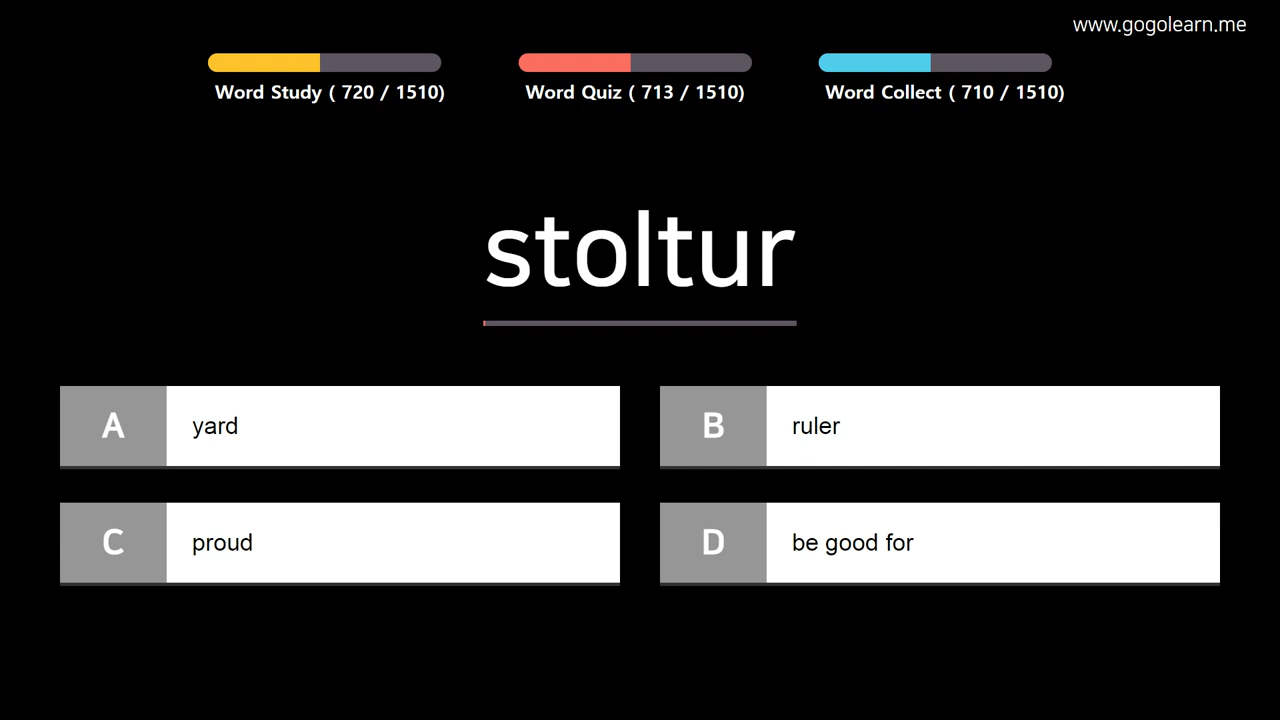 www.gogolearn.me
Word Study ( 720 / 1510)
Word Quiz ( 713 / 1510)
Word Collect ( 710 / 1510)
stoltur
A yard
B ruler
C proud
D be good for